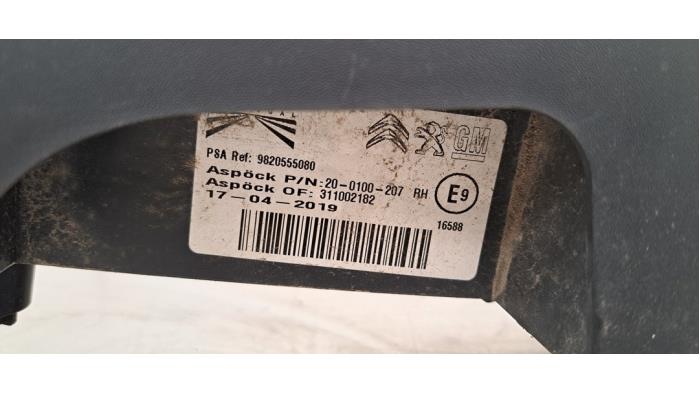 GM
PSA Ref: 9820555080
Aspöck P/N: 20-0100-207 RH
E9
Aspöck OF: 311002182
17-04-2019
16588